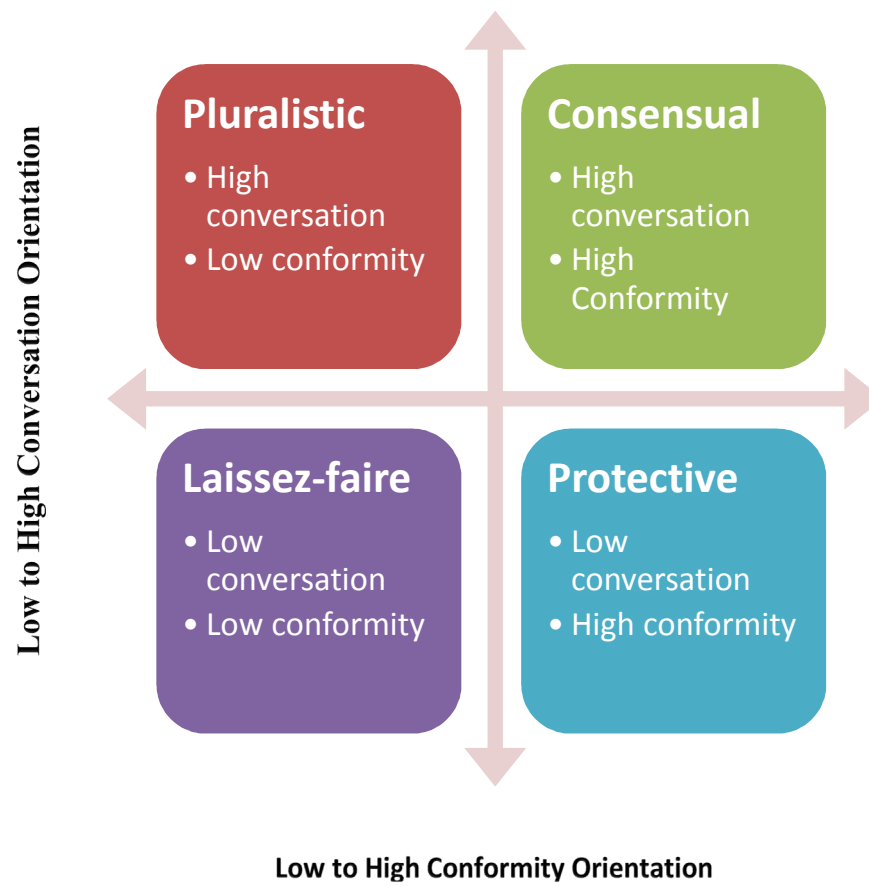 Low to High Conversation Orientation
Pluralistic
• High
conversation
• Low conformity
Consensual
• High
conversation
• High
Conformity
Laissez-faire
• Low
conversation
• Low conformity
Protective
• Low
conversation
• High conformity
Low to High Conformity Orientation